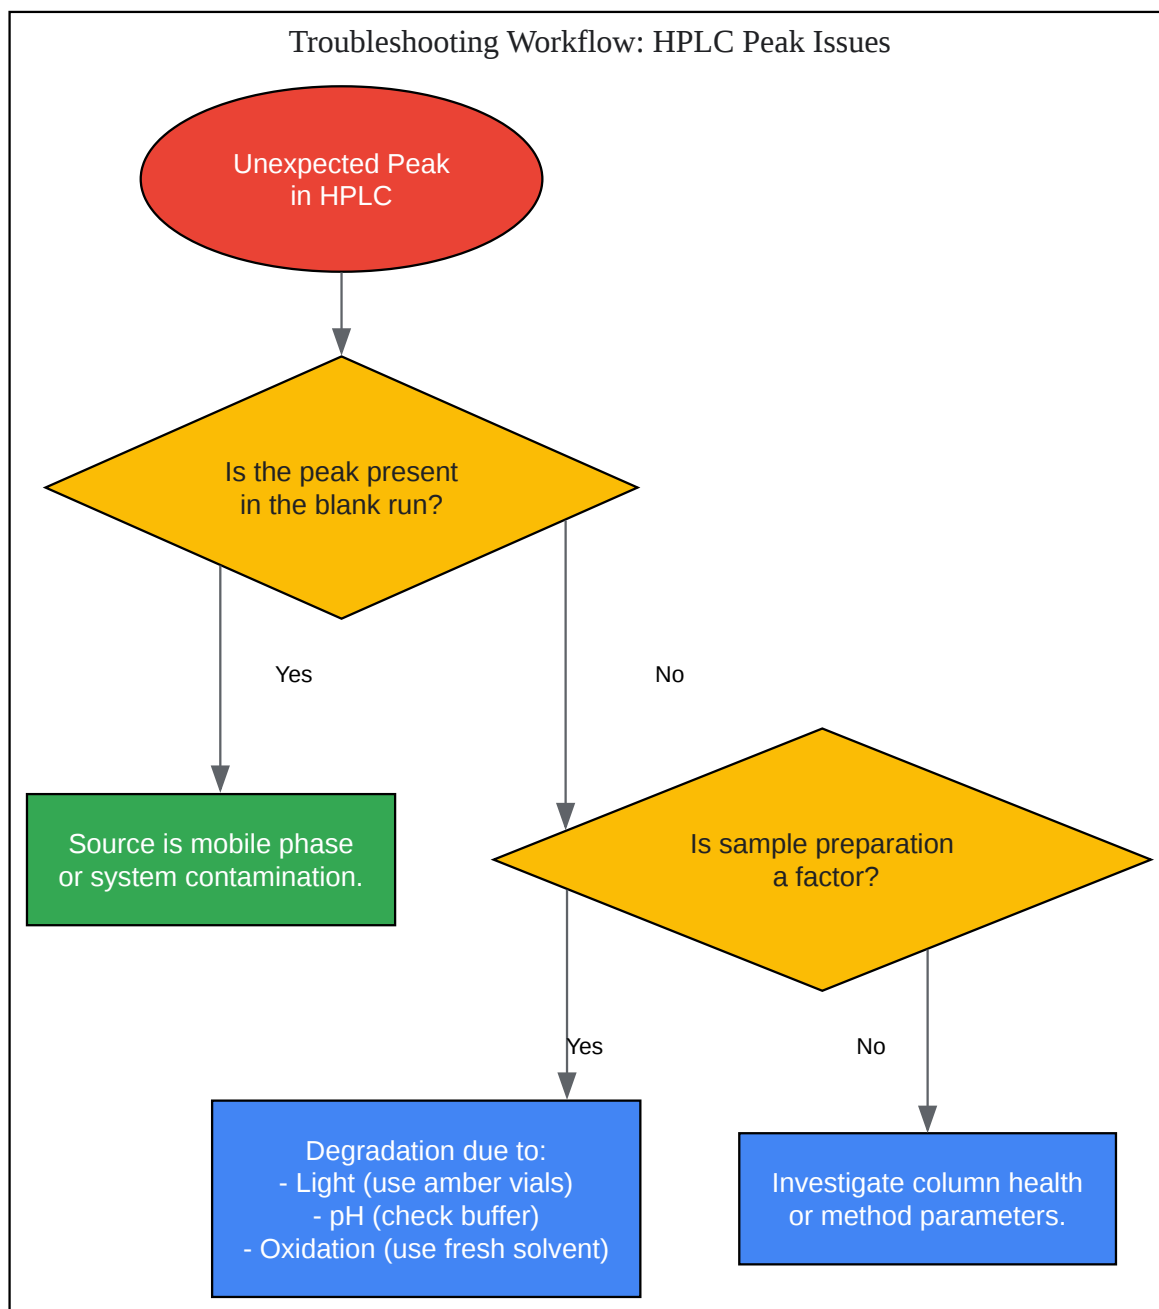 Troubleshooting Workflow: HPLC Peak Issues
Unexpected Peak
in HPLC
Is the peak present
in the blank run?
Yes
No
Source is mobile phase
or system contamination.
Is sample preparation
a factor?
Yes
No
Degradation due to:
- Light (use amber vials)
- pH (check buffer)
- Oxidation (use fresh solvent)
Investigate column health
or method parameters.